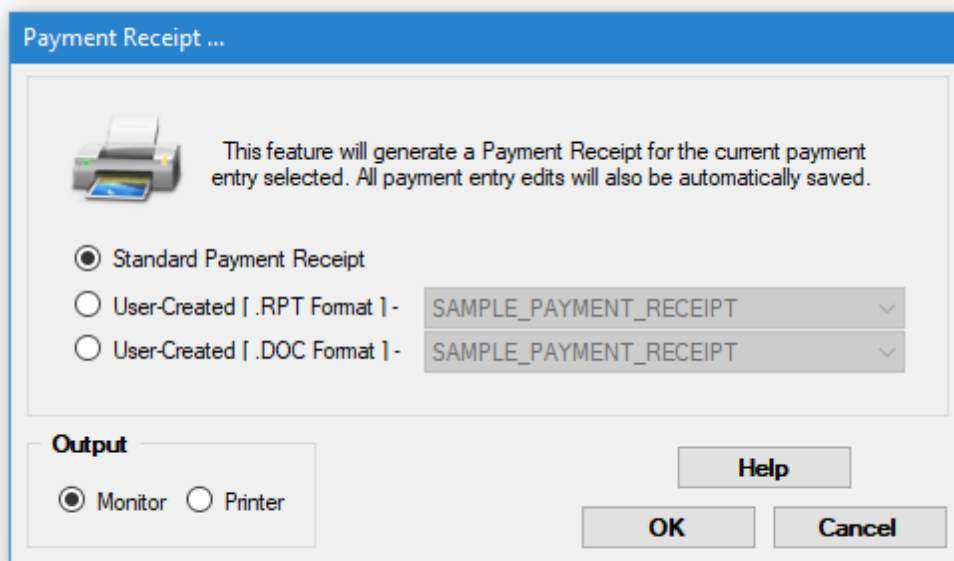 Payment Receipt ...
This feature will generate a Payment Receipt for the current payment
entry selected. All payment entry edits will also be automatically saved.
Standard Payment Receipt
User-Created [ .RPT Format ] - SAMPLE_PAYMENT_RECEIPT
User-Created [ .DOC Format ] - SAMPLE_PAYMENT_RECEIPT
Output
Monitor Printer
Help
OK Cancel